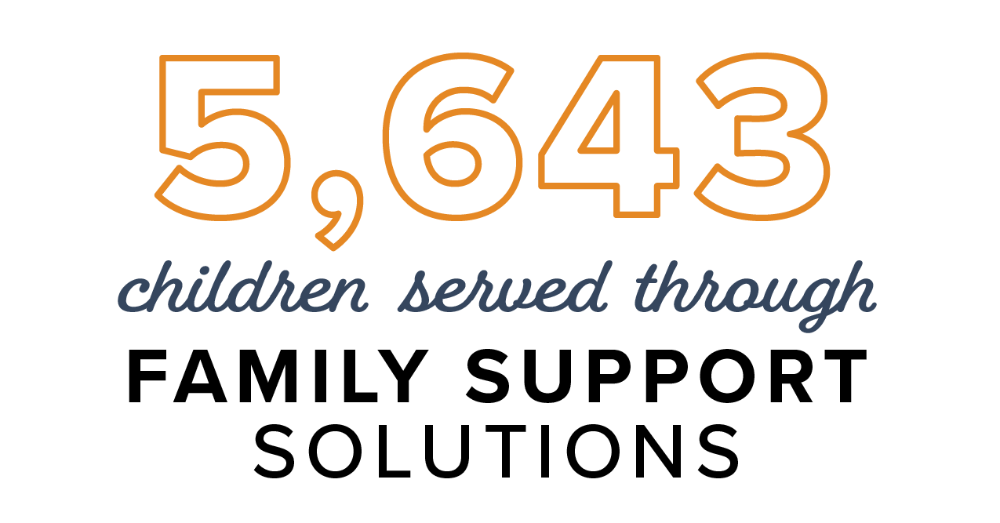 5,643
children served through
FAMILY SUPPORT
SOLUTIONS